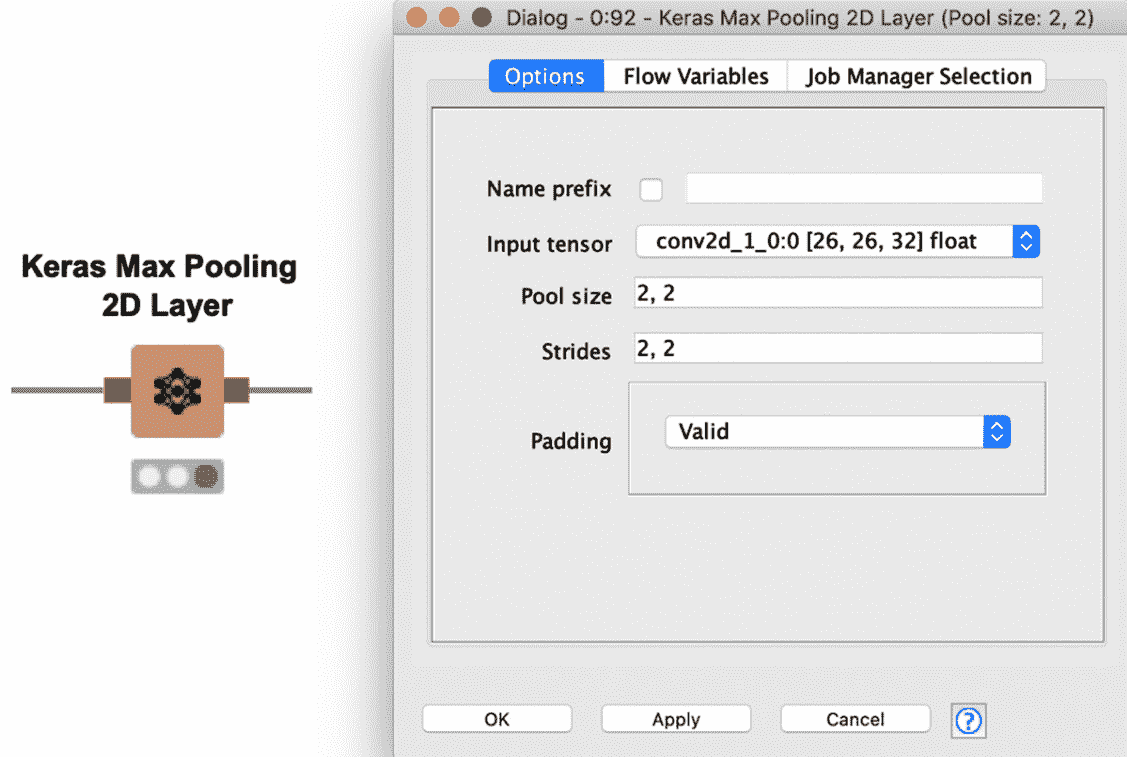 Dialog - 0:92 - Keras Max Pooling 2D Layer (Pool size: 2, 2)
Options Flow Variables Job Manager Selection
Name prefix
Input tensor conv2d_1_0:0 [26, 26, 32] float
Keras Max Pooling
2D Layer
Pool size 2, 2
Strides 2, 2
Padding Valid
OK Apply Cancel ?